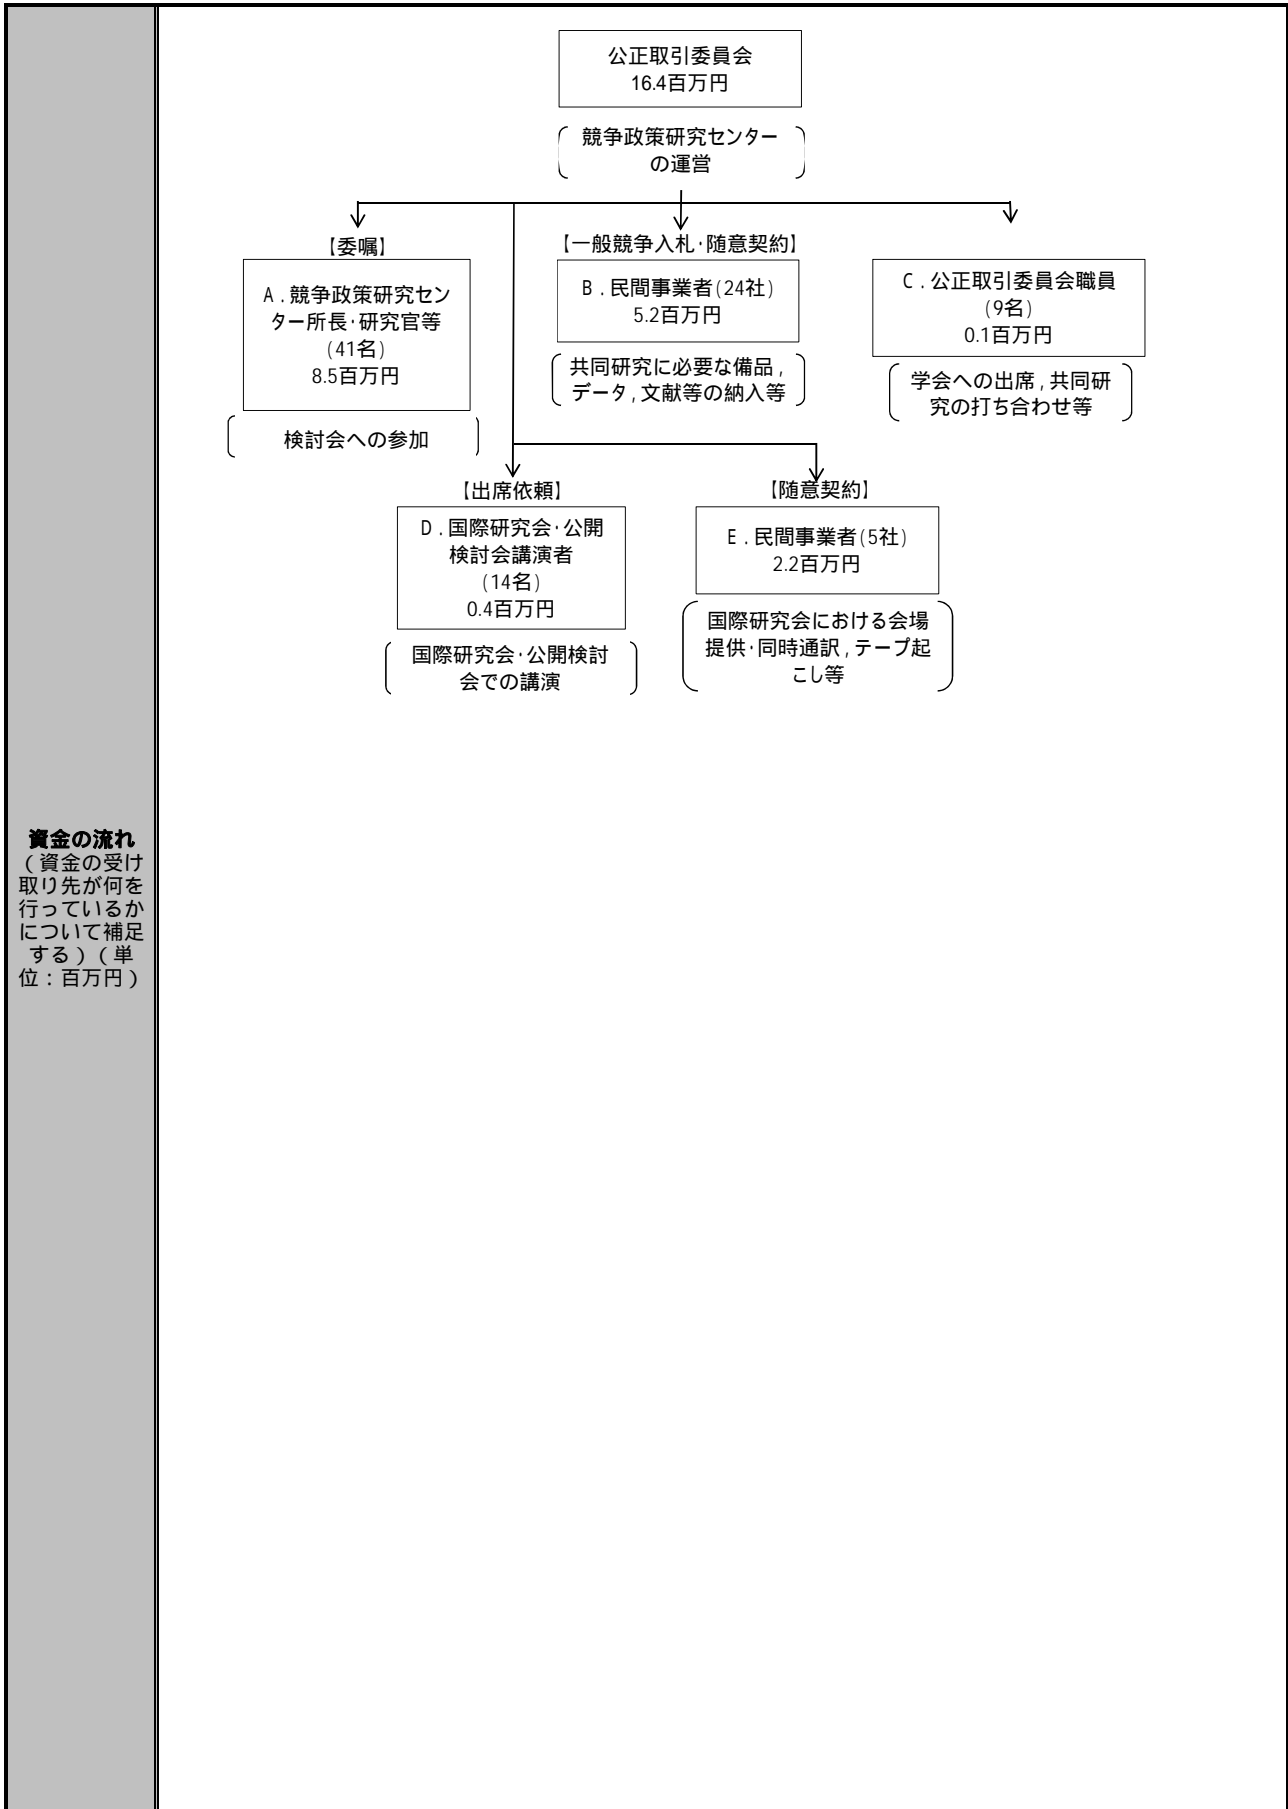 資金の流れ
(資金の受け
取り先が何を
行っているか
について補足
する)(単
位:百万円)
公正取引委員会
16.4百万円
競争政策研究センター
の運営
【委嘱】
A.競争政策研究セン
ター所長・研究官等
(41名)
8.5百万円
検討会への参加
【一般競争入札・随意契約】
B.民間事業者(24社)
5.2百万円
共同研究に必要な備品,
データ,文献等の納入等
C.公正取引委員会職員
(9名)
0.1百万円
学会への出席,共同研
究の打ち合わせ等
【出席依頼】
D.国際研究会・公開
検討会講演者
(14名)
0.4百万円
国際研究会・公開検討
会での講演
【随意契約】
E.民間事業者(5社)
2.2百万円
国際研究会における会場
提供・同時通訳,テープ起
こし等